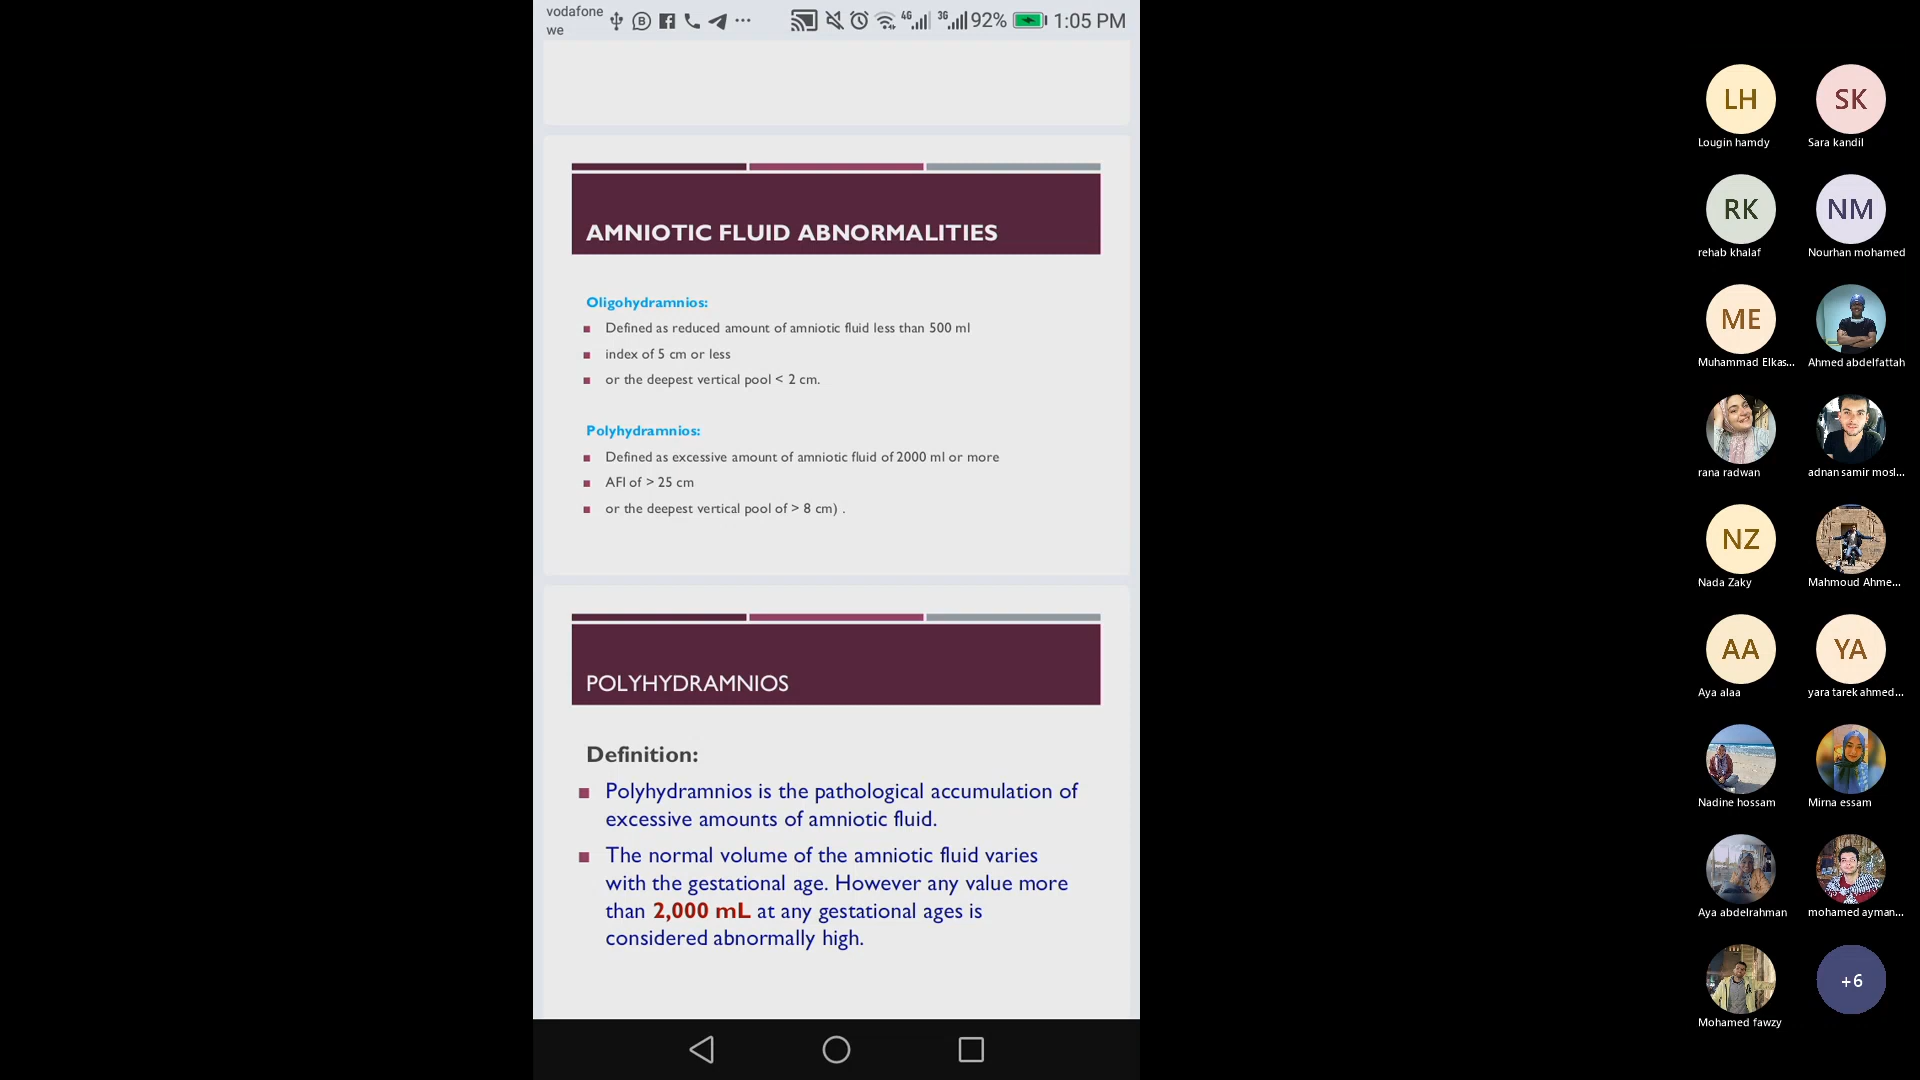 vodafone
we
4G 3G 92% 1:05 PM
AMNIOTIC FLUID ABNORMALITIES
Oligohydramnios:
Defined as reduced amount of amniotic fluid less than 500 ml
index of 5 cm or less
or the deepest vertical pool < 2 cm.
Polyhydramnios:
Defined as excessive amount of amniotic fluid of 2000 ml or more
AFI of > 25 cm
or the deepest vertical pool of > 8 cm) .
POLYHYDRAMNIOS
Definition:
Polyhydramnios is the pathological accumulation of
excessive amounts of amniotic fluid.
The normal volume of the amniotic fluid varies
with the gestational age. However any value more
than 2,000 mL at any gestational ages is
considered abnormally high.
LH SK
Lougin hamdy Sara kandil
RK NM
rehab khalaf Nourhan mohamed
ME
Muhammad Elkas... Ahmed abdelfattah
rana radwan adnan samir mosl...
NZ
Nada Zaky Mahmoud Ahme...
AA YA
Aya alaa yara tarek ahmed...
Nadine hossam Mirna essam
Aya abdelrahman mohamed ayman...
+6
Mohamed fawzy